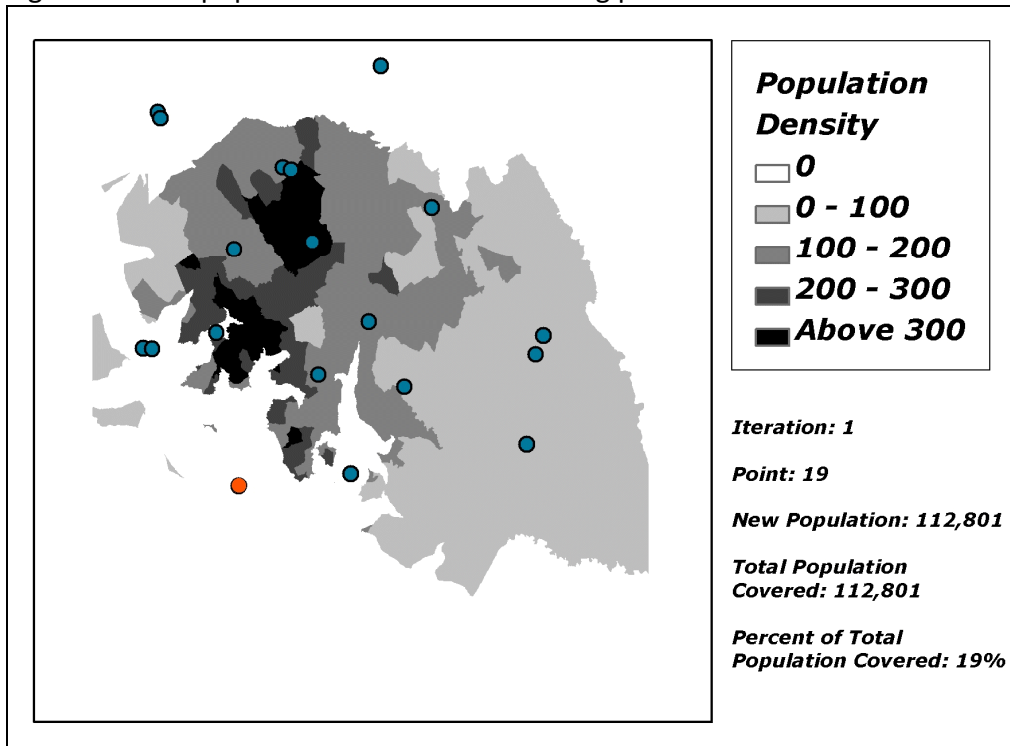 Population
Density
0
0 - 100
100 - 200
200 - 300
Above 300
Iteration: 1
Point: 19
New Population: 112,801
Total Population
Covered: 112,801
Percent of Total
Population Covered: 19%